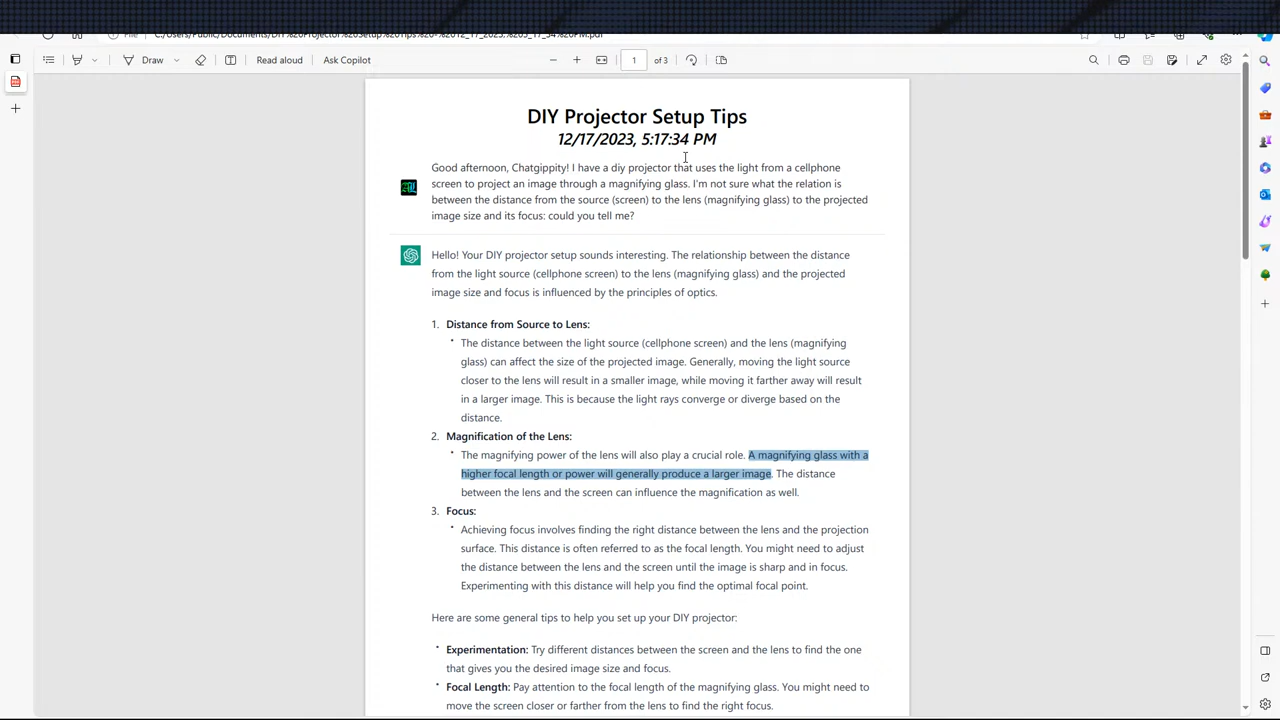 File
C:/Users/Public/Documents/DIY%20Projector%20Setup%20Tips%20-%2012_17_2023,%205_17_34%20PM.pdf
Draw
Read aloud
Ask Copilot
1
of 3
DIY Projector Setup Tips
12/17/2023, 5:17:34 PM
Good afternoon, Chatgippity! I have a diy projector that uses the light from a cellphone
screen to project an image through a magnifying glass. I'm not sure what the relation is
between the distance from the source (screen) to the lens (magnifying glass) to the projected
image size and its focus: could you tell me?
Hello! Your DIY projector setup sounds interesting. The relationship between the distance
from the light source (cellphone screen) to the lens (magnifying glass) and the projected
image size and focus is influenced by the principles of optics.
1. Distance from Source to Lens:
• The distance between the light source (cellphone screen) and the lens (magnifying
glass) can affect the size of the projected image. Generally, moving the light source
closer to the lens will result in a smaller image, while moving it farther away will result
in a larger image. This is because the light rays converge or diverge based on the
distance.
2. Magnification of the Lens:
• The magnifying power of the lens will also play a crucial role. A magnifying glass with a
higher focal length or power will generally produce a larger image. The distance
between the lens and the screen can influence the magnification as well.
3. Focus:
• Achieving focus involves finding the right distance between the lens and the projection
surface. This distance is often referred to as the focal length. You might need to adjust
the distance between the lens and the screen until the image is sharp and in focus.
Experimenting with this distance will help you find the optimal focal point.
Here are some general tips to help you set up your DIY projector:
• Experimentation: Try different distances between the screen and the lens to find the one
that gives you the desired image size and focus.
• Focal Length: Pay attention to the focal length of the magnifying glass. You might need to
move the screen closer or farther from the lens to find the right focus.